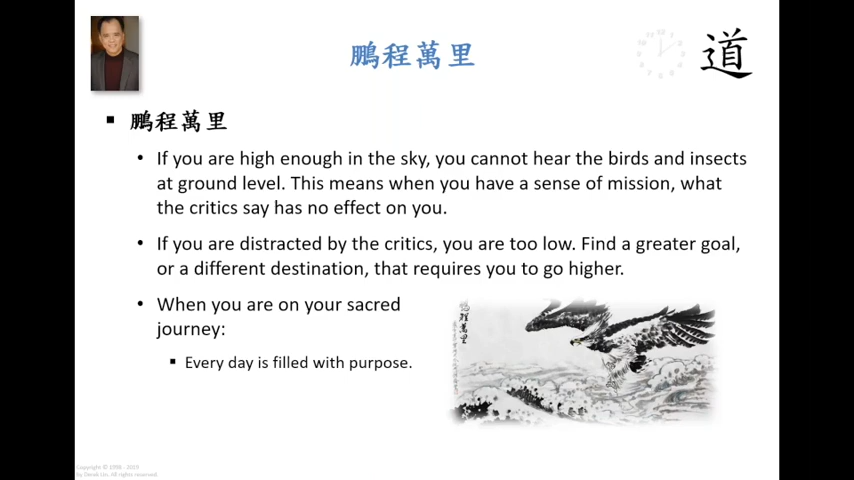 鵬程萬里
道
鵬程萬里
If you are high enough in the sky, you cannot hear the birds and insects
at ground level. This means when you have a sense of mission, what
the critics say has no effect on you.
If you are distracted by the critics, you are too low. Find a greater goal,
or a different destination, that requires you to go higher.
When you are on your sacred
journey:
Every day is filled with purpose.
鵬程萬里
Copyright © 1998 - 2019
by Derek Lin. All rights reserved.